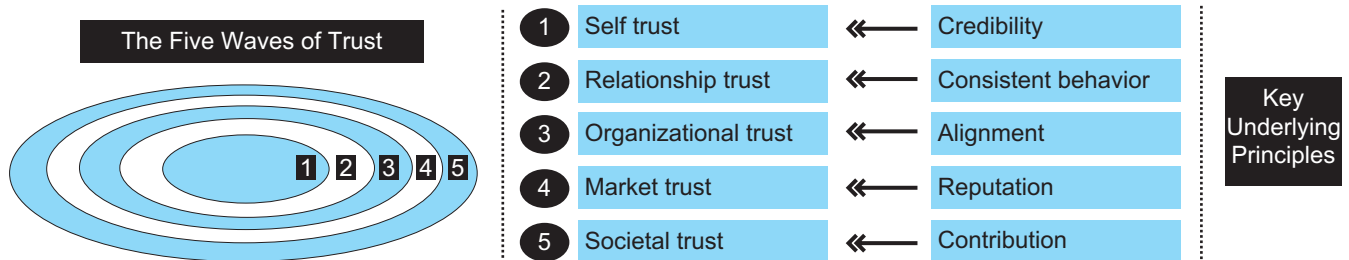 The Five Waves of Trust
1 2 3 4 5
1 Self trust Credibility
2 Relationship trust Consistent behavior
3 Organizational trust Alignment
4 Market trust Reputation
5 Societal trust Contribution
Key
Underlying
Principles